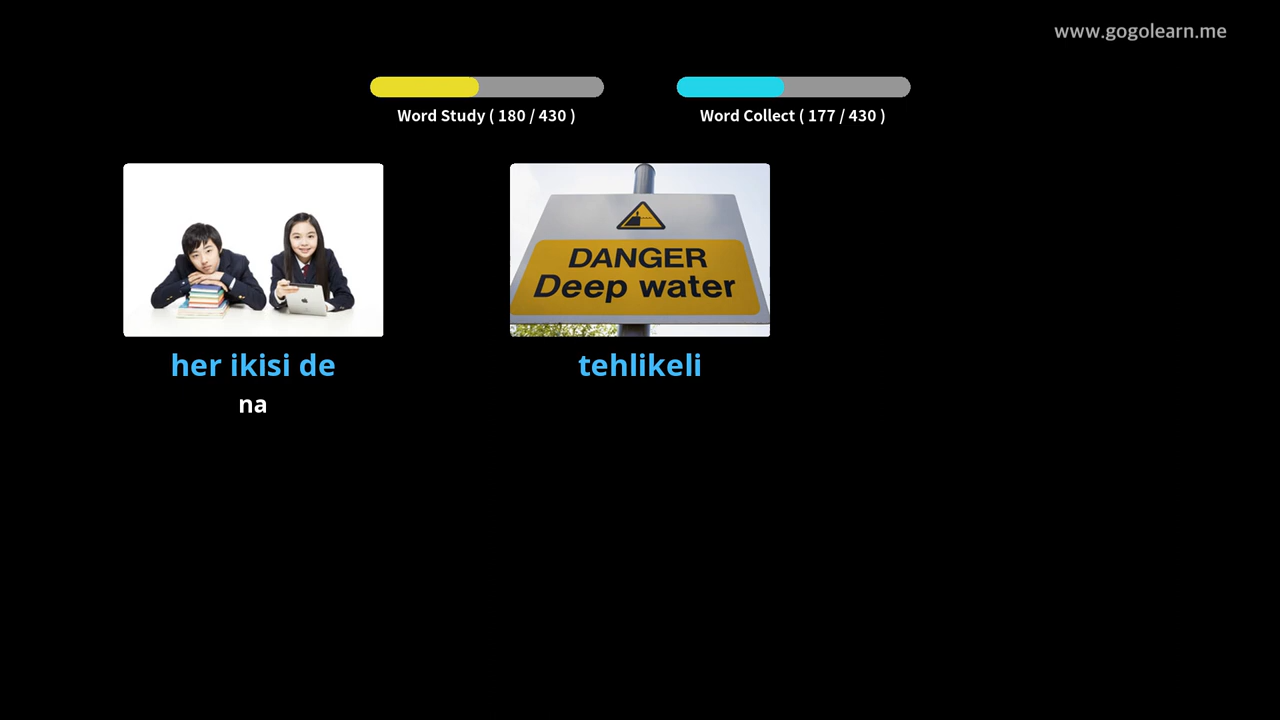 www.gogolearn.me
Word Study ( 180 / 430 )
Word Collect ( 177 / 430 )
DANGER
Deep water
her ikisi de
na
tehlikeli